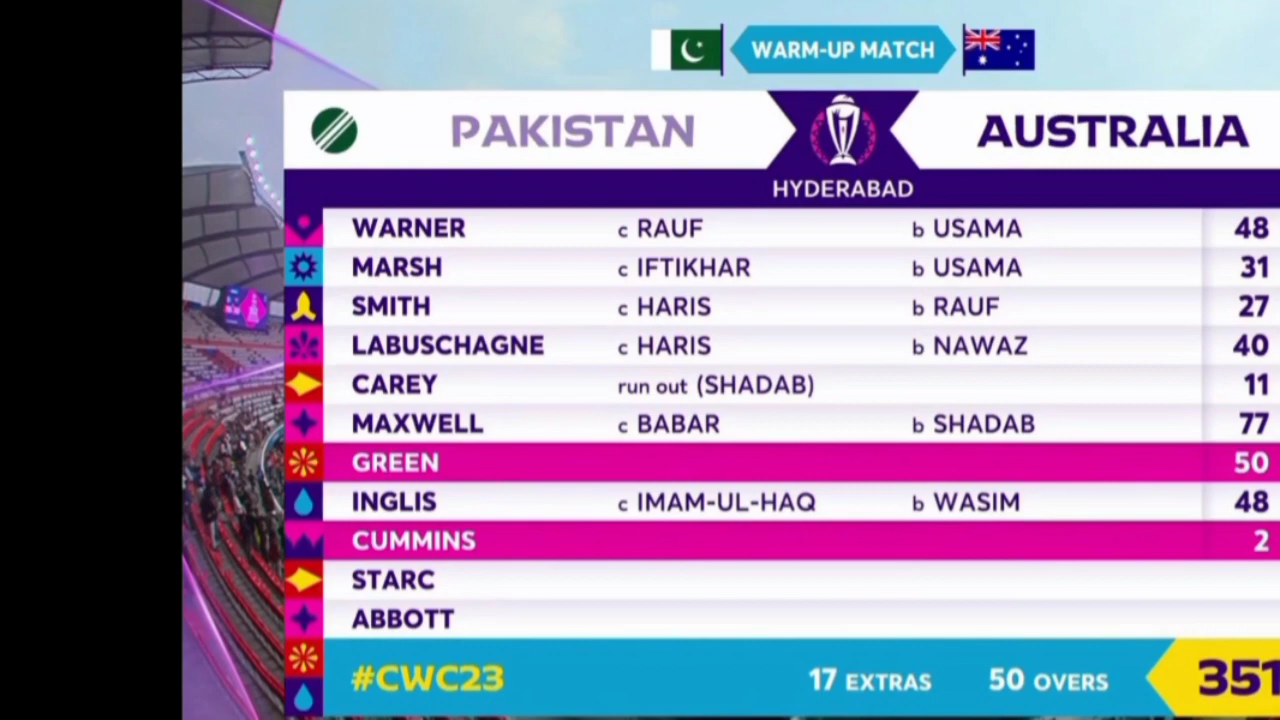 WARM-UP MATCH
PAKISTAN AUSTRALIA
HYDERABAD
WARNER c RAUF b USAMA 48
MARSH c IFTIKHAR b USAMA 31
SMITH c HARIS b RAUF 27
LABUSCHAGNE c HARIS b NAWAZ 40
CAREY run out (SHADAB) 11
MAXWELL c BABAR b SHADAB 77
GREEN 50
INGLIS c IMAM-UL-HAQ b WASIM 48
CUMMINS 2
STARC
ABBOTT
#CWC23 17 EXTRAS 50 OVERS 351